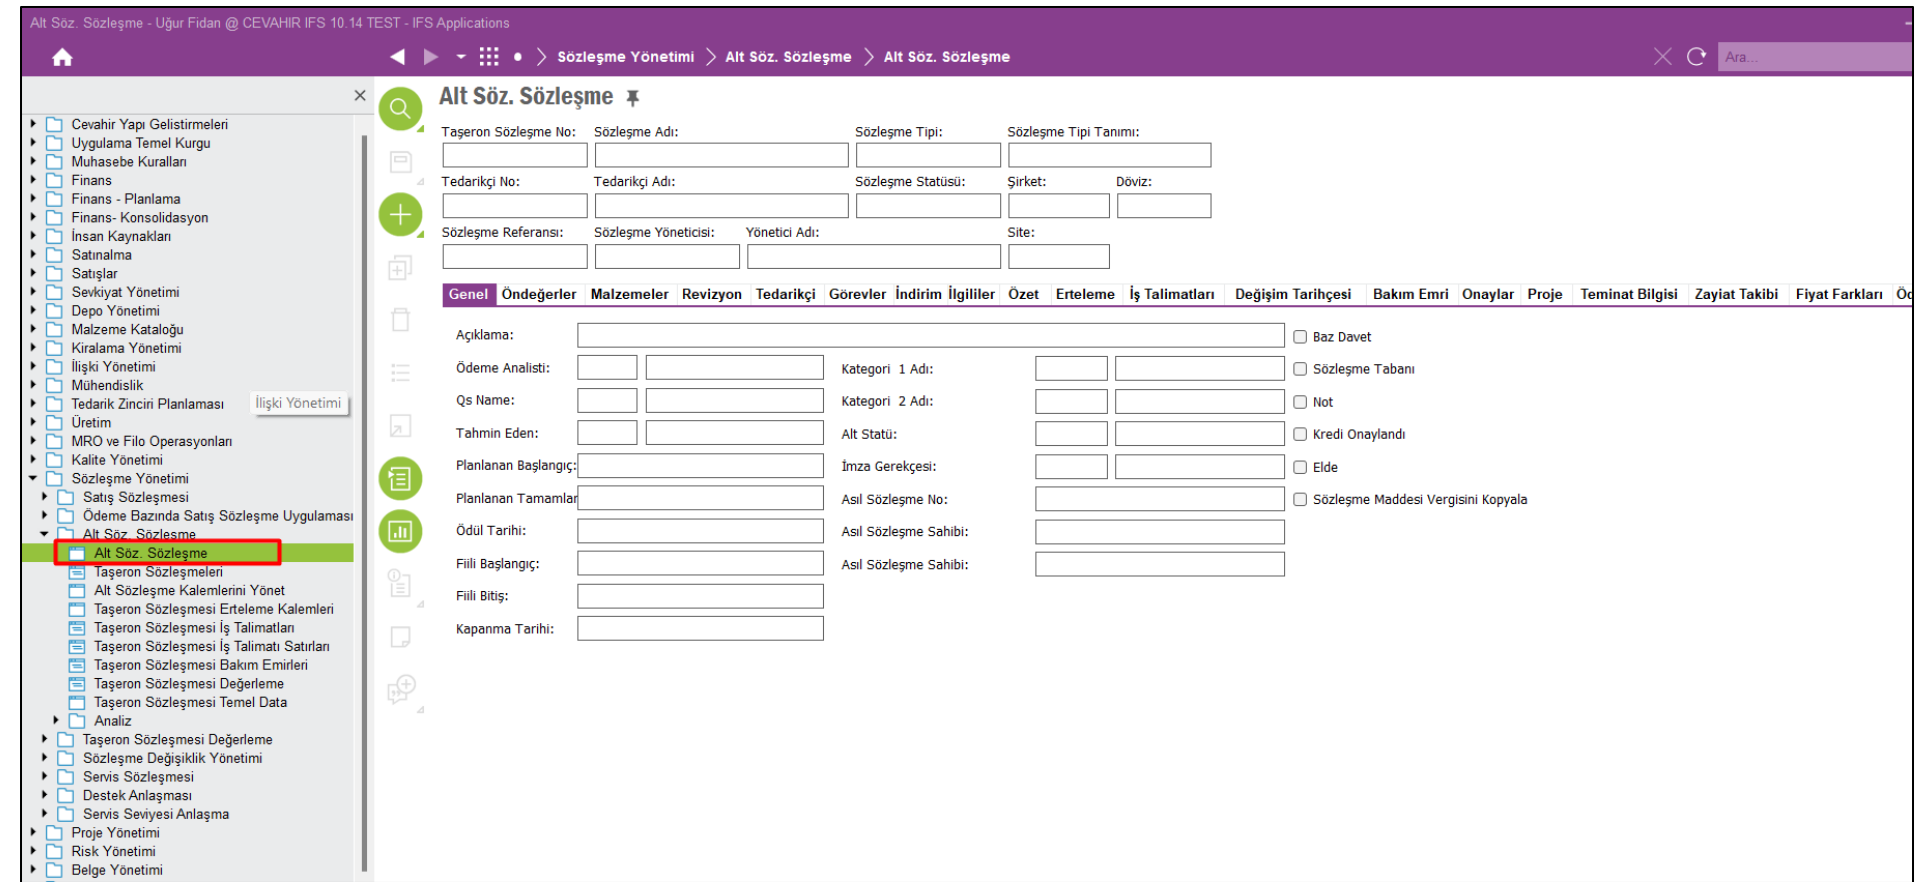 Alt Söz. Sözleşme - Uğur Fidan @ CEVAHIR IFS 10.14 TEST - IFS Applications
Sözleşme Yönetimi > Alt Söz. Sözleşme > Alt Söz. Sözleşme
Ara...
Cevahir Yapı Gelistirmeleri
Uygulama Temel Kurgu
Muhasebe Kuralları
Finans
Finans - Planlama
Finans- Konsolidasyon
İnsan Kaynakları
Satınalma
Satışlar
Sevkiyat Yönetimi
Depo Yönetimi
Malzeme Kataloğu
Kiralama Yönetimi
İlişki Yönetimi
Mühendislik
Tedarik Zinciri Planlaması
İlişki Yönetimi
Üretim
MRO ve Filo Operasyonları
Kalite Yönetimi
Sözleşme Yönetimi
Satış Sözleşmesi
Ödeme Bazında Satış Sözleşme Uygulaması
Alt Söz. Sözleşme
Alt Söz. Sözleşme
Taşeron Sözleşmeleri
Alt Sözleşme Kalemlerini Yönet
Taşeron Sözleşmesi Erteleme Kalemleri
Taşeron Sözleşmesi İş Talimatları
Taşeron Sözleşmesi İş Talimatı Satırları
Taşeron Sözleşmesi Bakım Emirleri
Taşeron Sözleşmesi Değerleme
Taşeron Sözleşmesi Temel Data
Analiz
Taşeron Sözleşmesi Değerleme
Sözleşme Değişiklik Yönetimi
Servis Sözleşmesi
Destek Anlaşması
Servis Seviyesi Anlaşma
Proje Yönetimi
Risk Yönetimi
Belge Yönetimi
Alt Söz. Sözleşme
Taşeron Sözleşme No: Sözleşme Adı: Sözleşme Tipi: Sözleşme Tipi Tanımı:
Tedarikçi No: Tedarikçi Adı: Sözleşme Statüsü: Şirket: Döviz:
Sözleşme Referansı: Sözleşme Yöneticisi: Yönetici Adı: Site:
Genel Öndeğerler Malzemeler Revizyon Tedarikçi Görevler İndirim İlgililer Özet Erteleme İş Talimatları Değişim Tarihçesi Bakım Emri Onaylar Proje Teminat Bilgisi Zayiat Takibi Fiyat Farkları
Açıklama: Baz Davet
Ödeme Analisti: Kategori 1 Adı: Sözleşme Tabanı
Qs Name: Kategori 2 Adı: Not
Tahmin Eden: Alt Statü: Kredi Onaylandı
Planlanan Başlangıç: İmza Gerekçesi: Elde
Planlanan Tamamlar Asıl Sözleşme No: Sözleşme Maddesi Vergisini Kopyala
Ödül Tarihi: Asıl Sözleşme Sahibi:
Fiili Başlangıç: Asıl Sözleşme Sahibi:
Fiili Bitiş:
Kapanma Tarihi: